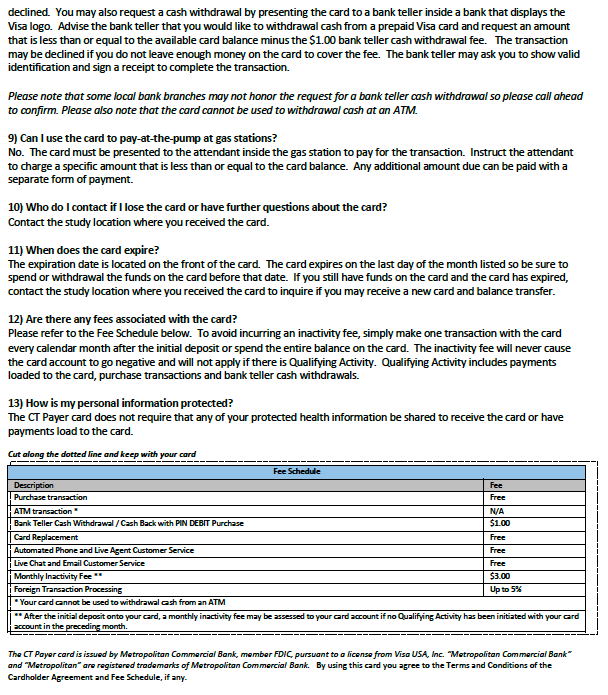 declined. You may also request a cash withdrawal by presenting the card to a bank teller inside a bank that displays the
Visa logo. Advise the bank teller that you would like to withdrawal cash from a prepaid Visa card and request an amount
that is less than or equal to the available card balance minus the $1.00 bank teller cash withdrawal fee. The transaction
may be declined if you do not leave enough money on the card to cover the fee. The bank teller may ask you to show valid
identification and sign a receipt to complete the transaction.
Please note that some local bank branches may not honor the request for a bank teller cash withdrawal so please call ahead
to confirm. Please also note that the card cannot be used to withdrawal cash at an ATM.
9) Can I use the card to pay-at-the-pump at gas stations?
No. The card must be presented to the attendant inside the gas station to pay for the transaction. Instruct the attendant
to charge a specific amount that is less than or equal to the card balance. Any additional amount due can be paid with a
separate form of payment.
10) Who do I contact if I lose the card or have further questions about the card?
Contact the study location where you received the card.
11) When does the card expire?
The expiration date is located on the front of the card. The card expires on the last day of the month listed so be sure to
spend or withdrawal the funds on the card before that date. If you still have funds on the card and the card has expired,
contact the study location where you received the card to inquire if you may receive a new card and balance transfer.
12) Are there any fees associated with the card?
Please refer to the Fee Schedule below. To avoid incurring an inactivity fee, simply make one transaction with the card
every calendar month after the initial deposit or spend the entire balance on the card. The inactivity fee will never cause
the card account to go negative and will not apply if there is Qualifying Activity. Qualifying Activity includes payments
loaded to the card, purchase transactions and bank teller cash withdrawals.
13) How is my personal information protected?
The CT Payer card does not require that any of your protected health information be shared to receive the card or have
payments load to the card.
Cut along the dotted line and keep with your card
Fee Schedule
Description Fee
Purchase transaction Free
ATM transaction * N/A
Bank Teller Cash Withdrawal / Cash Back with PIN DEBIT Purchase $1.00
Card Replacement Free
Automated Phone and Live Agent Customer Service Free
Live Chat and Email Customer Service Free
Monthly Inactivity Fee ** $3.00
Foreign Transaction Processing Up to 5%
* Your card cannot be used to withdrawal cash from an ATM
** After the initial deposit onto your card, a monthly inactivity fee may be assessed to your card account if no Qualifying Activity has been initiated with your card
account in the preceding month.
The CT Payer card is issued by Metropolitan Commercial Bank, member FDIC, pursuant to a license from Visa USA, Inc. "Metropolitan Commercial Bank"
and "Metropolitan" are registered trademarks of Metropolitan Commercial Bank. By using this card you agree to the Terms and Conditions of the
Cardholder Agreement and Fee Schedule, if any.